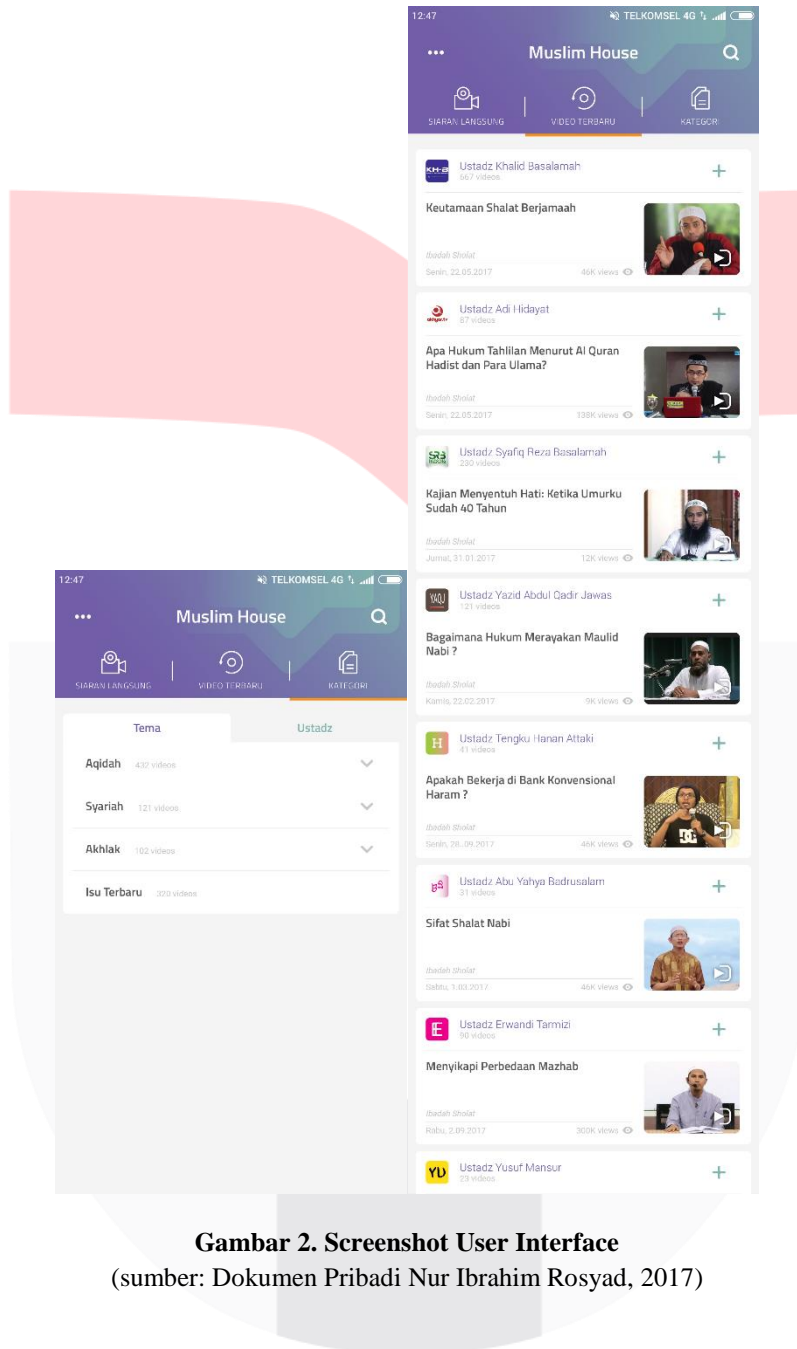 12:47 TELKOMSEL 4G
Muslim House
SIARAN LANGSUNG
VIDEO TERBARU
KATEGORI
Ustadz Khalid Basalamah
667 videos
Keutamaan Shalat Berjamaah
Ibadah Sholat
Senin, 22.05.2017 46K views
Ustadz Adi Hidayat
67 videos
Apa Hukum Tahlilan Menurut Al Quran
Hadist dan Para Ulama?
Ibadah Sholat
Senin, 22.05.2017 138K views
Ustadz Syafiq Reza Basalamah
230 videos
Kajian Menyentuh Hati: Ketika Umurku
Sudah 40 Tahun
Ibadah Sholat
Jumat, 31.01.2017 12K views
YAQU
Ustadz Yazid Abdul Qadir Jawas
121 videos
Bagaimana Hukum Merayakan Maulid
Nabi ?
Ibadah Sholat
Kamis, 22.02.2017 9K views
H
Ustadz Tengku Hanan Attaki
41 videos
Apakah Bekerja di Bank Konvensional
Haram ?
Ibadah Sholat
Senin, 20..09.2017 46K views
Ustadz Abu Yahya Badrusalam
31 videos
Sifat Shalat Nabi
Ibadah Sholat
Sabtu, 1.03.2017 46K views
E
Ustadz Erwandi Tarmizi
90 videos
Menyikapi Perbedaan Mazhab
Ibadah Sholat
Rabu, 2.09.2017 300K views
Ustadz Yusuf Mansur
23 videos
12:47 TELKOMSEL 4G
Muslim House
SIARAN LANGSUNG
VIDEO TERBARU
KATEGORI
Tema
Ustadz
Aqidah 432 videos
Syariah 121 videos
Akhlak 102 videos
Isu Terbaru 320 videos
Gambar 2. Screenshot User Interface
(sumber: Dokumen Pribadi Nur Ibrahim Rosyad, 2017)